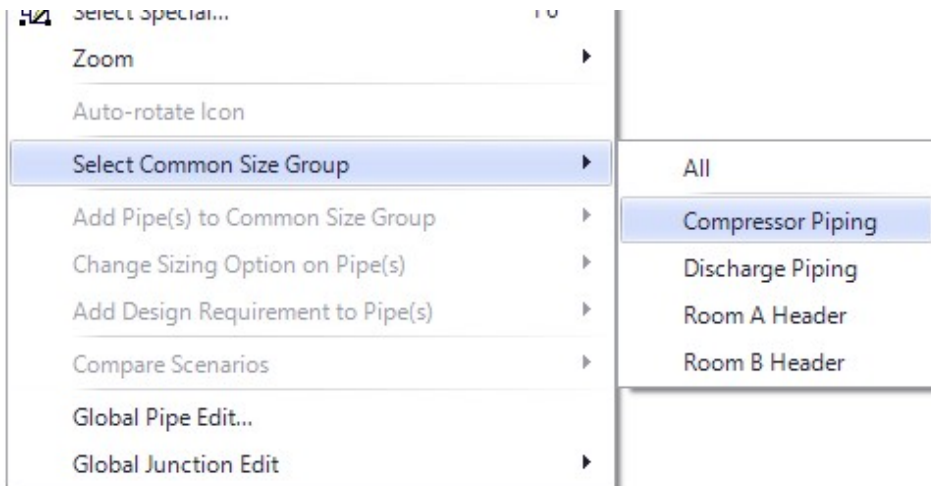 Select Special...
Zoom
Auto-rotate Icon
Select Common Size Group
Add Pipe(s) to Common Size Group
Change Sizing Option on Pipe(s)
Add Design Requirement to Pipe(s)
Compare Scenarios
Global Pipe Edit...
Global Junction Edit
All
Compressor Piping
Discharge Piping
Room A Header
Room B Header